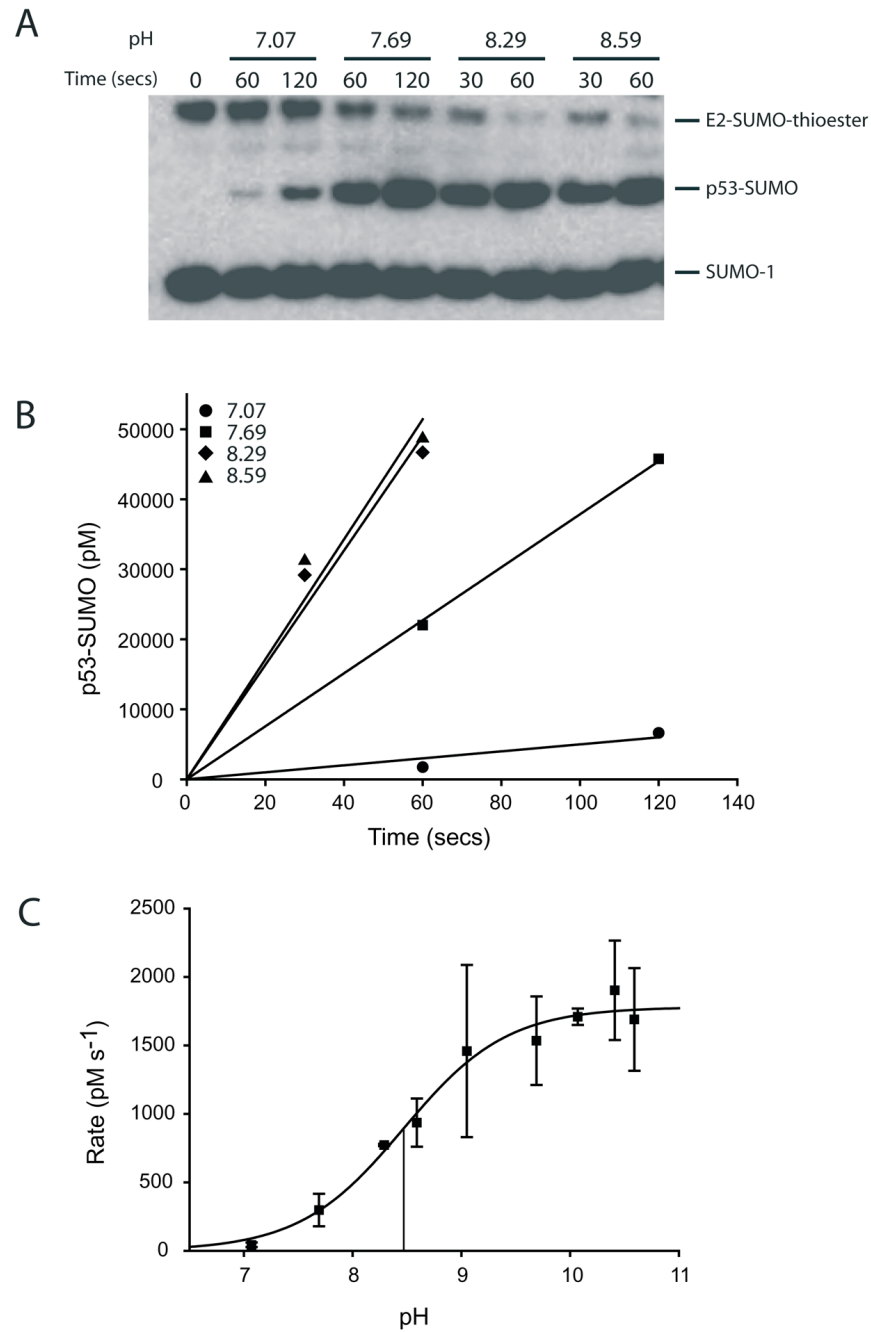 A
pH 7.07 7.69 8.29 8.59
Time (secs) 0 60 120 60 120 30 60 30 60
E2-SUMO-thioester
p53-SUMO
SUMO-1
B
7.07
7.69
8.29
8.59
50000
40000
30000
20000
10000
0
p53-SUMO (pM)
0 20 40 60 80 100 120 140
Time (secs)
C
2500
2000
1500
1000
500
0
Rate (pM s-1)
7 8 9 10 11
pH